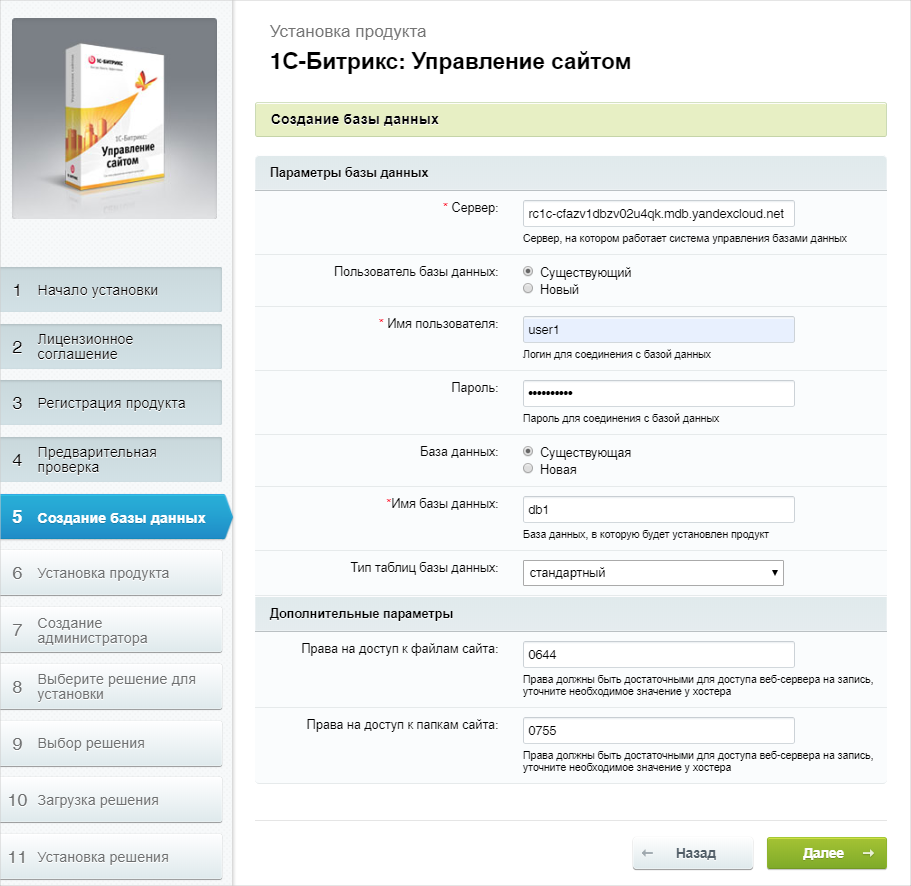 1С-БИТРИКС
1С-Битрикс:
Управление
сайтом
1 Начало установки
2 Лицензионное
соглашение
3 Регистрация продукта
4 Предварительная
проверка
5 Создание базы данных
6 Установка продукта
7 Создание
администратора
8 Выберите решение для
установки
9 Выбор решения
10 Загрузка решения
11 Установка решения
Установка продукта
1С-Битрикс: Управление сайтом
Создание базы данных
Параметры базы данных
* Сервер: rc1c-cfazv1dbzv02u4qk.mdb.yandexcloud.net
Сервер, на котором работает система управления базами данных
Пользователь базы данных: Существующий
Новый
* Имя пользователя: user1
Логин для соединения с базой данных
Пароль: ••••••••••
Пароль для соединения с базой данных
База данных: Существующая
Новая
*Имя базы данных: db1
База данных, в которую будет установлен продукт
Тип таблиц базы данных: стандартный
Дополнительные параметры
Права на доступ к файлам сайта: 0644
Права должны быть достаточными для доступа веб-сервера на запись,
уточните необходимое значение у хостера
Права на доступ к папкам сайта: 0755
Права должны быть достаточными для доступа веб-сервера на запись,
уточните необходимое значение у хостера
← Назад
Далее →